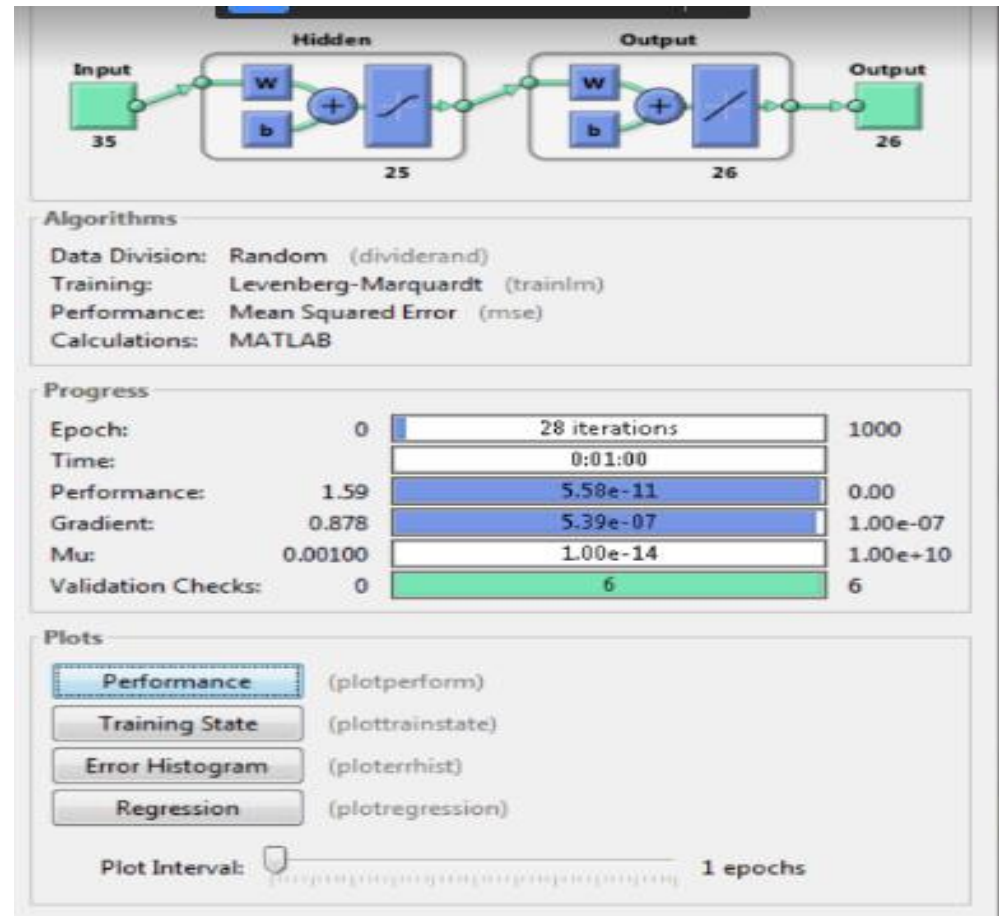 Hidden Output
Input Output
W W
b b
+ +
35 25 26 26
Algorithms
Data Division: Random (dividerand)
Training: Levenberg-Marquardt (trainlm)
Performance: Mean Squared Error (mse)
Calculations: MATLAB
Progress
Epoch: 0 28 iterations 1000
Time: 0:01:00
Performance: 1.59 5.58e-11 0.00
Gradient: 0.878 5.39e-07 1.00e-07
Mu: 0.00100 1.00e-14 1.00e+10
Validation Checks: 0 6 6
Plots
Performance (plotperform)
Training State (plottrainstate)
Error Histogram (ploterrhist)
Regression (plotregression)
Plot Interval: 1 epochs